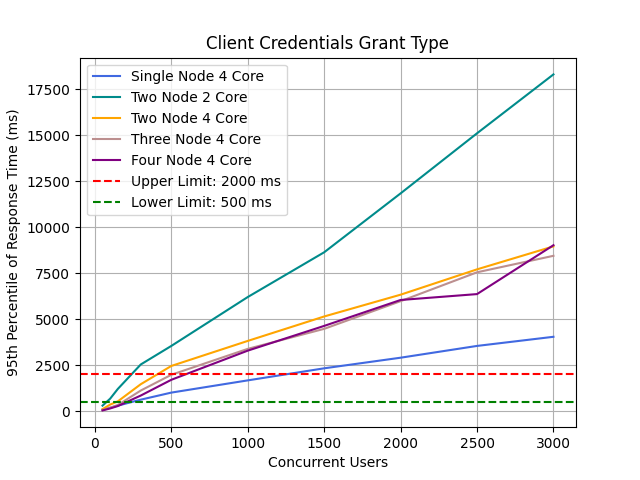 Client Credentials Grant Type
95th Percentile of Response Time (ms)
17500
15000
12500
10000
7500
5000
2500
0
Single Node 4 Core
Two Node 2 Core
Two Node 4 Core
Three Node 4 Core
Four Node 4 Core
Upper Limit: 2000 ms
Lower Limit: 500 ms
0 500 1000 1500 2000 2500 3000
Concurrent Users